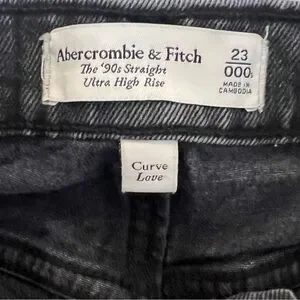 Abercrombie & Fitch
The '90s Straight
Ultra High Rise
23
000s
MADE IN
CAMBODIA
Curve
Love